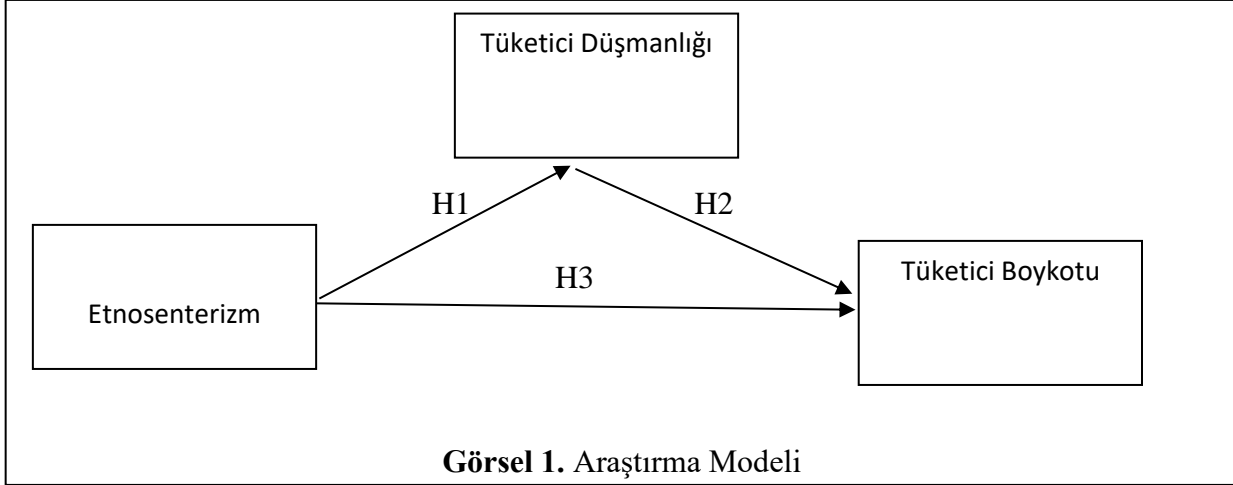 Tüketici Düşmanlığı
H1
H2
Etnosenterizm
H3
Tüketici Boykotu
Görsel 1. Araştırma Modeli